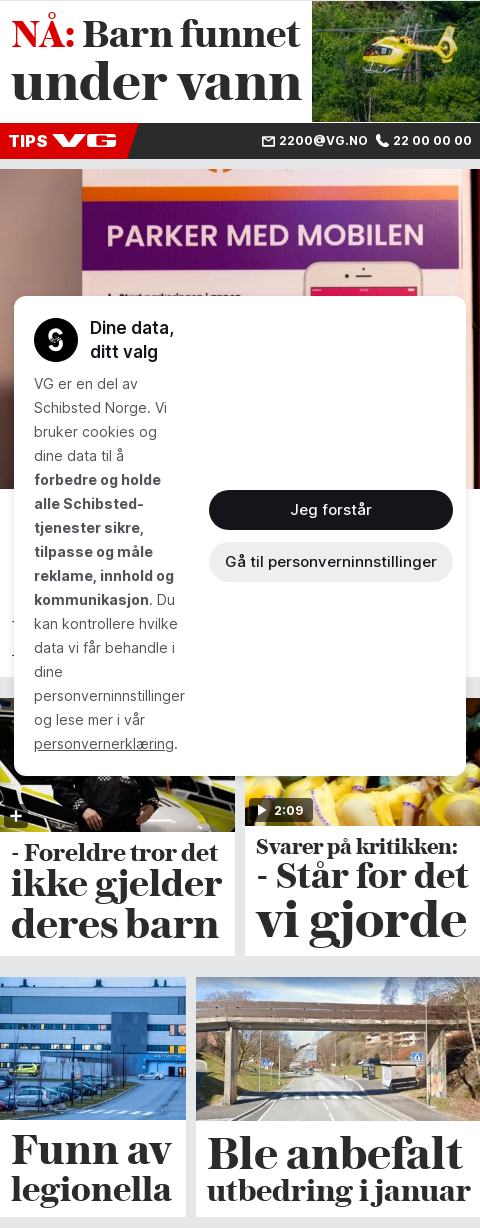 NÅ: Barn funnet
under vann
TIPS VG
2200@VG.NO
22 00 00 00
PARKER MED MOBILEN
Dine data,
ditt valg
VG er en del av
Schibsted Norge. Vi
bruker cookies og
dine data til å
forbedre og holde
alle Schibsted-
tjenester sikre,
tilpasse og måle
reklame, innhold og
kommunikasjon. Du
kan kontrollere hvilke
data vi får behandle i
dine
personverninnstillinger
og lese mer i vår
personvernerklæring.
Jeg forstår
Gå til personverninnstillinger
2:09
- Foreldre tror det
ikke gjelder
deres barn
Svarer på kritikken:
- Står for det
vi gjorde
Funn av
legionella
Ble anbefalt
utbedring i januar